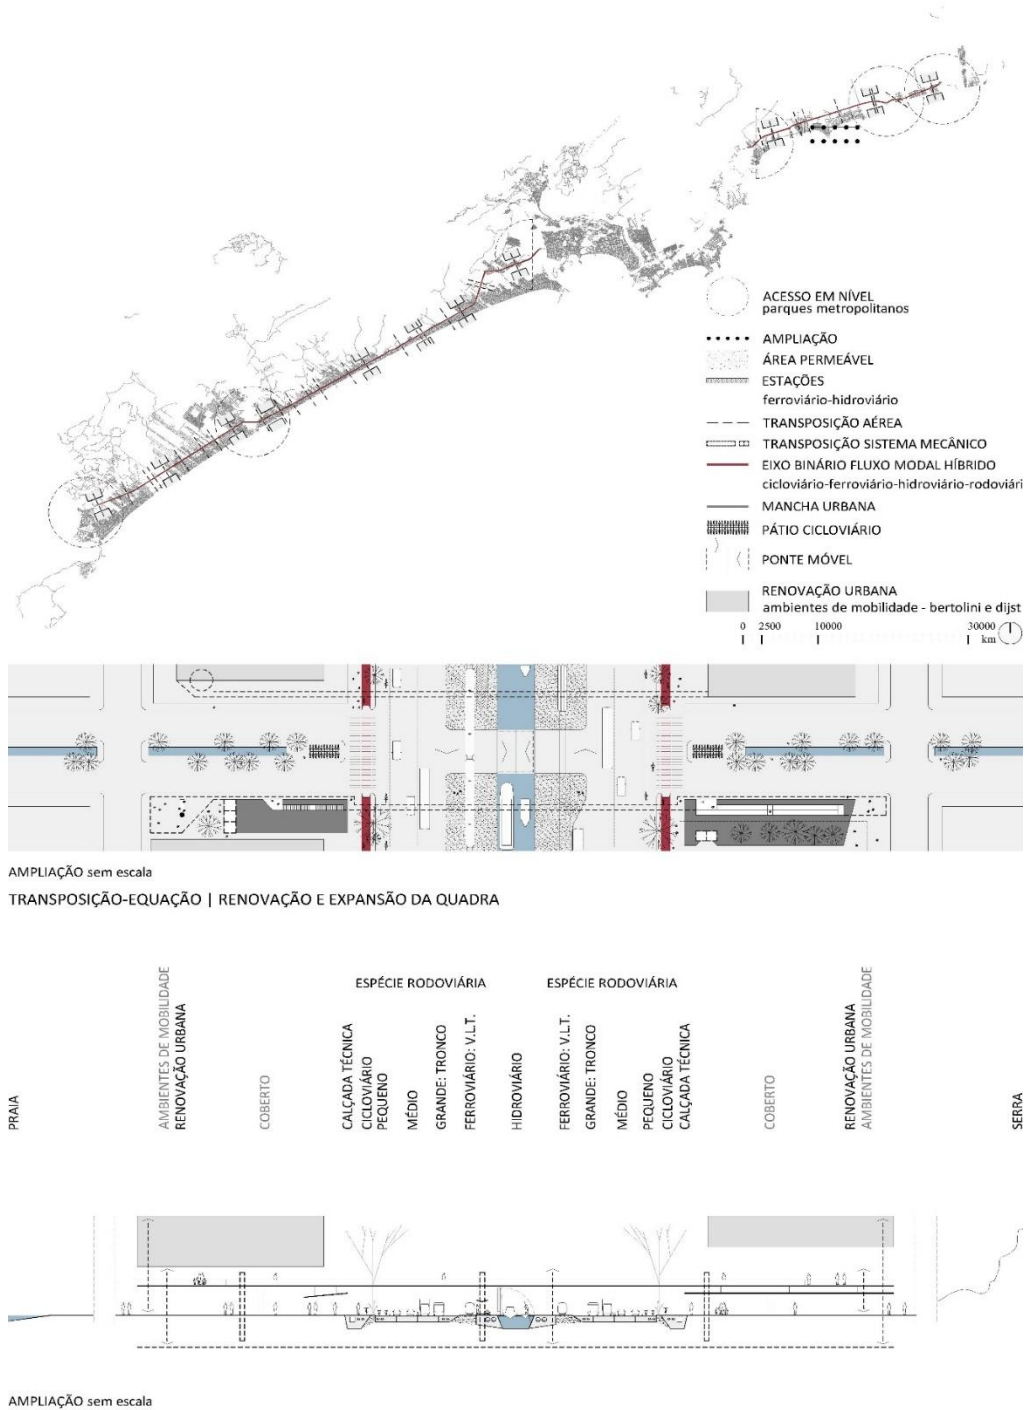 ACESSO EM NÍVEL
parques metropolitanos
AMPLIAÇÃO
ÁREA PERMEÁVEL
ESTAÇÕES
ferroviário-hidroviário
TRANSPOSIÇÃO AÉREA
TRANSPOSIÇÃO SISTEMA MECÂNICO
EIXO BINÁRIO FLUXO MODAL HÍBRIDO
cicloviário-ferroviário-hidroviário-rodoviári
MANCHA URBANA
PÁTIO CICLOVIÁRIO
PONTE MÓVEL
RENOVAÇÃO URBANA
ambientes de mobilidade - bertolini e dijst
0 2500 10000 30000
km
AMPLIAÇÃO sem escala
TRANSPOSIÇÃO-EQUAÇÃO | RENOVAÇÃO E EXPANSÃO DA QUADRA
ESPÉCIE RODOVIÁRIA ESPÉCIE RODOVIÁRIA
PRAIA
AMBIENTES DE MOBILIDADE
RENOVAÇÃO URBANA
COBERTO
CALÇADA TÉCNICA
CICLOVIÁRIO
PEQUENO
MÉDIO
GRANDE: TRONCO
FERROVIÁRIO: V.L.T.
HIDROVIÁRIO
FERROVIÁRIO: V.L.T.
GRANDE: TRONCO
MÉDIO
PEQUENO
CICLOVIÁRIO
CALÇADA TÉCNICA
COBERTO
RENOVAÇÃO URBANA
AMBIENTES DE MOBILIDADE
SERRA
AMPLIAÇÃO sem escala